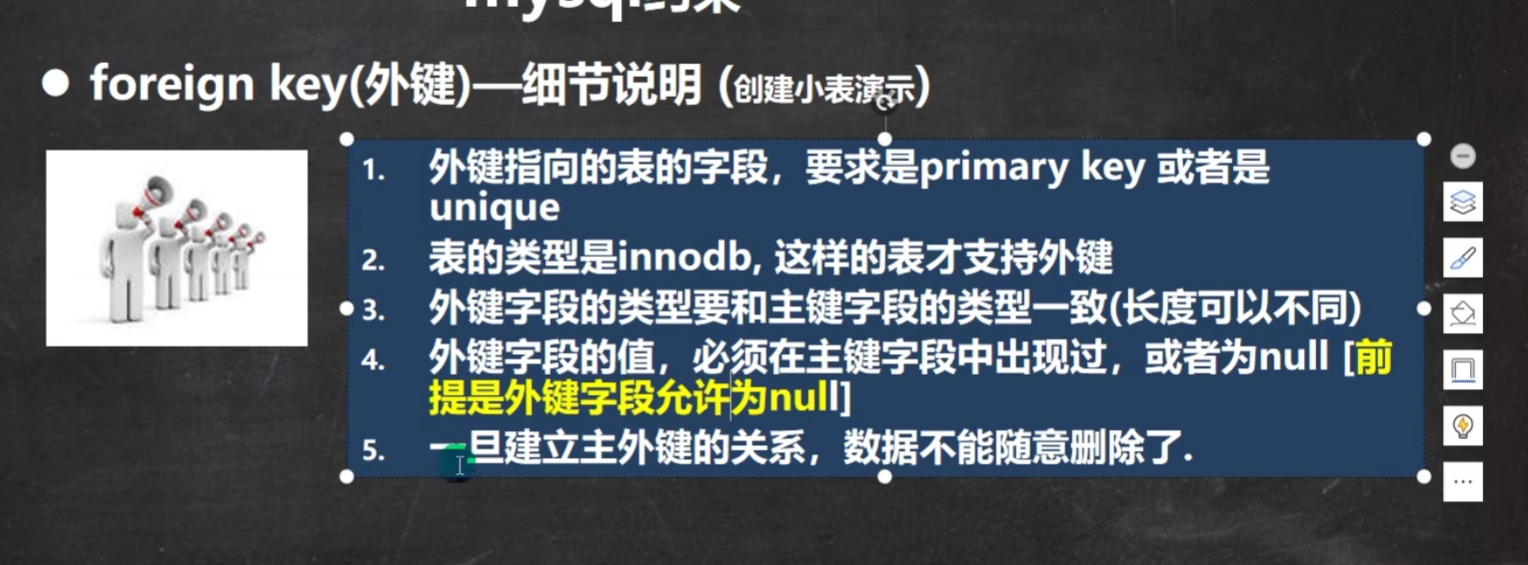 mysql约束
● foreign key(外键)—细节说明 (创建小表演示)
1. 外键指向的表的字段，要求是primary key 或者是
unique
2. 表的类型是innodb, 这样的表才支持外键
3. 外键字段的类型要和主键字段的类型一致(长度可以不同)
4. 外键字段的值，必须在主键字段中出现过，或者为null [前
提是外键字段允许为null]
5. 一旦建立主外键的关系，数据不能随意删除了.